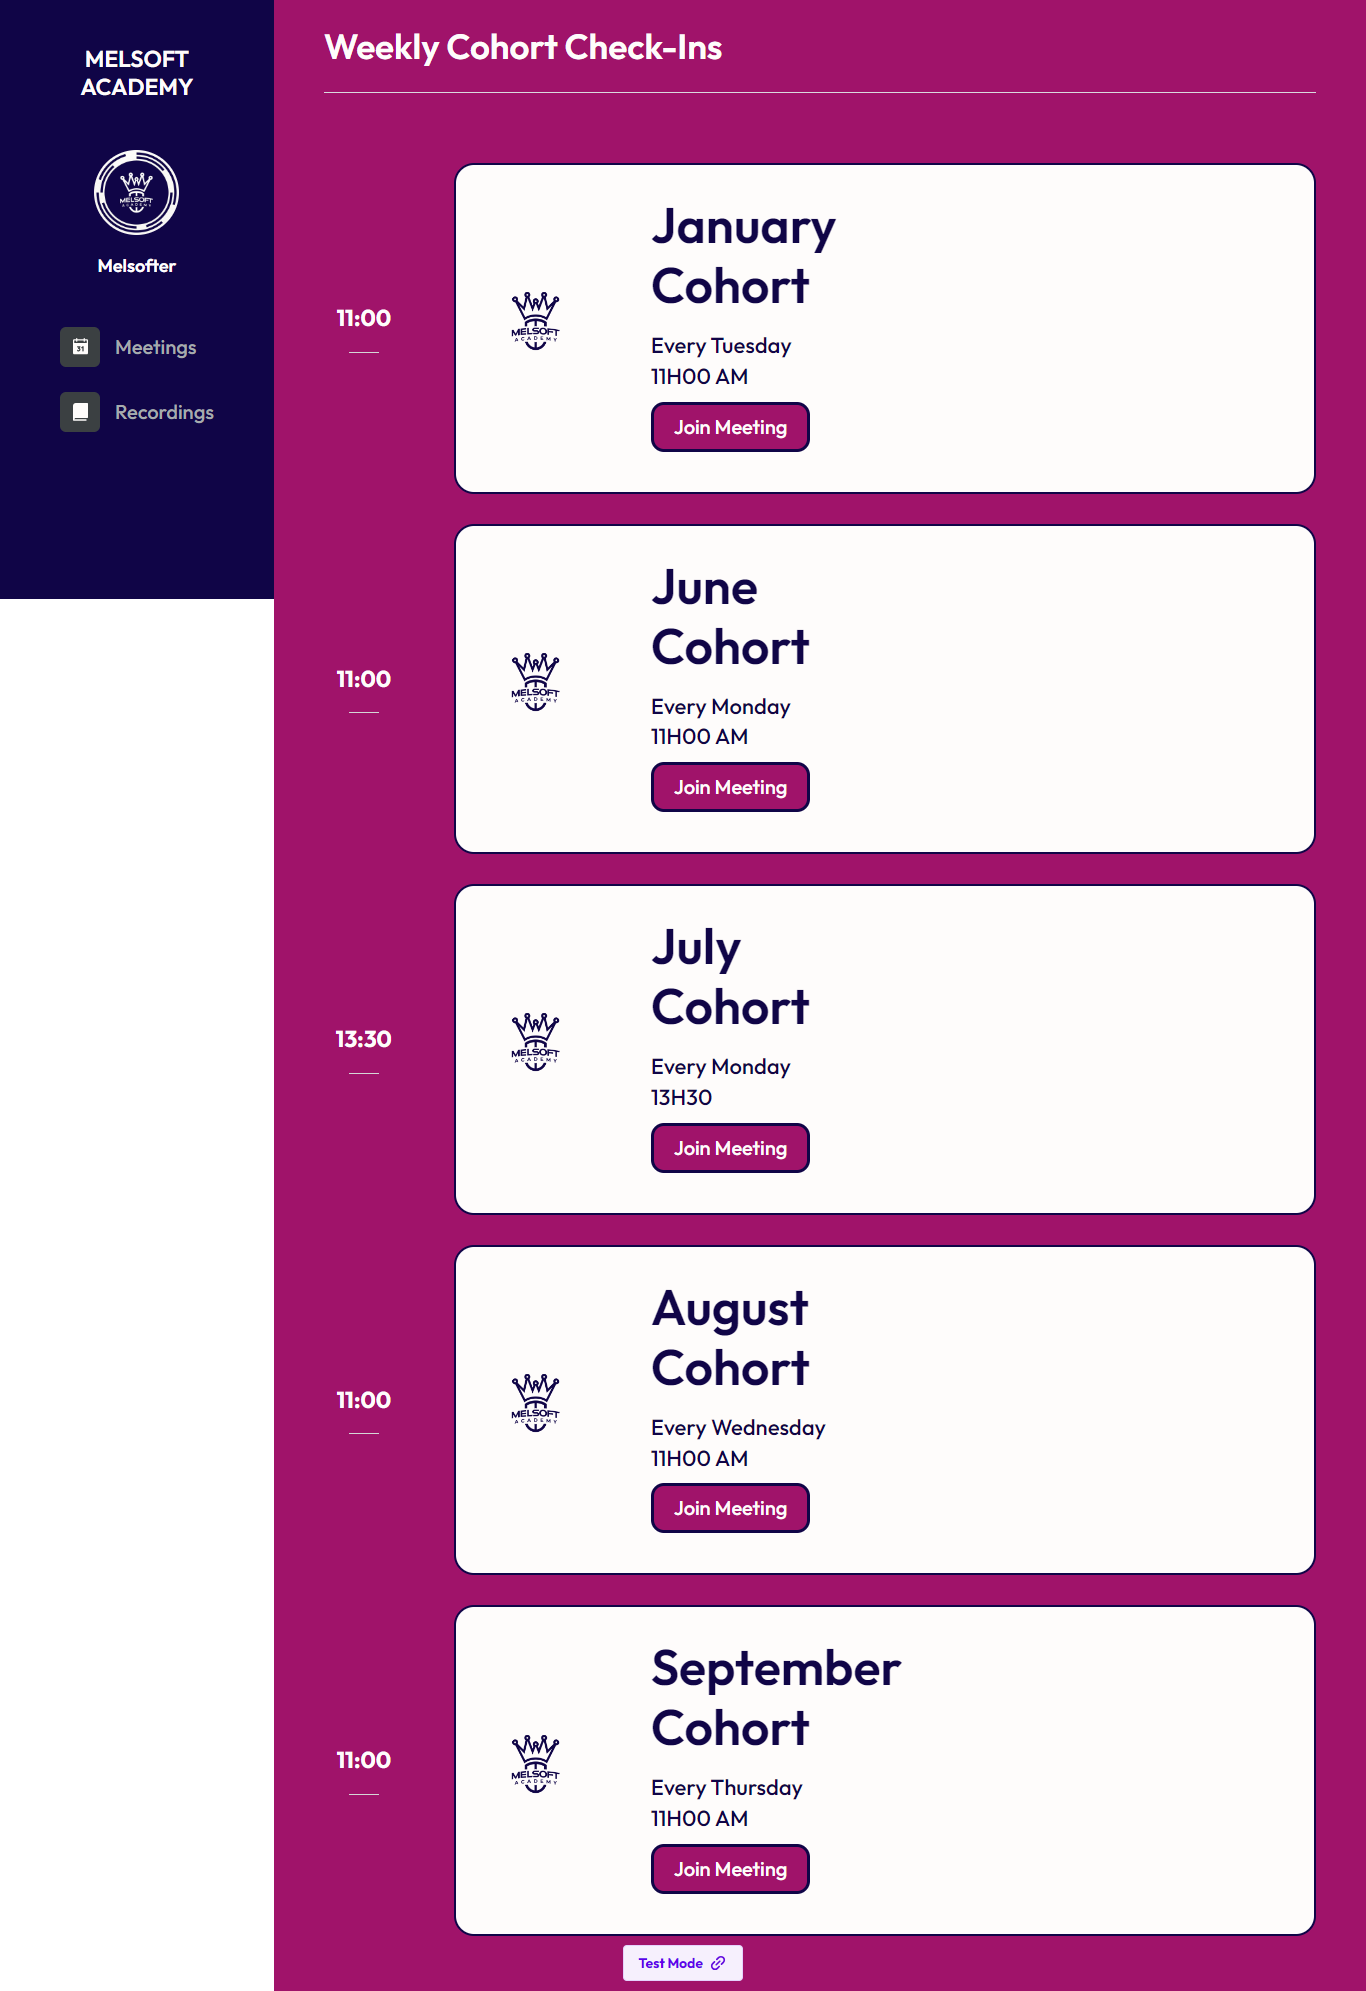 MELSOFT
ACADEMY
MELSOFT
ACADEMY
Melsofter
31
Meetings
Recordings
Weekly Cohort Check-Ins
11:00
MELSOFT
ACADEMY
January
Cohort
Every Tuesday
11H00 AM
Join Meeting
11:00
MELSOFT
ACADEMY
June
Cohort
Every Monday
11H00 AM
Join Meeting
13:30
MELSOFT
ACADEMY
July
Cohort
Every Monday
13H30
Join Meeting
11:00
MELSOFT
ACADEMY
August
Cohort
Every Wednesday
11H00 AM
Join Meeting
11:00
MELSOFT
ACADEMY
September
Cohort
Every Thursday
11H00 AM
Join Meeting
Test Mode